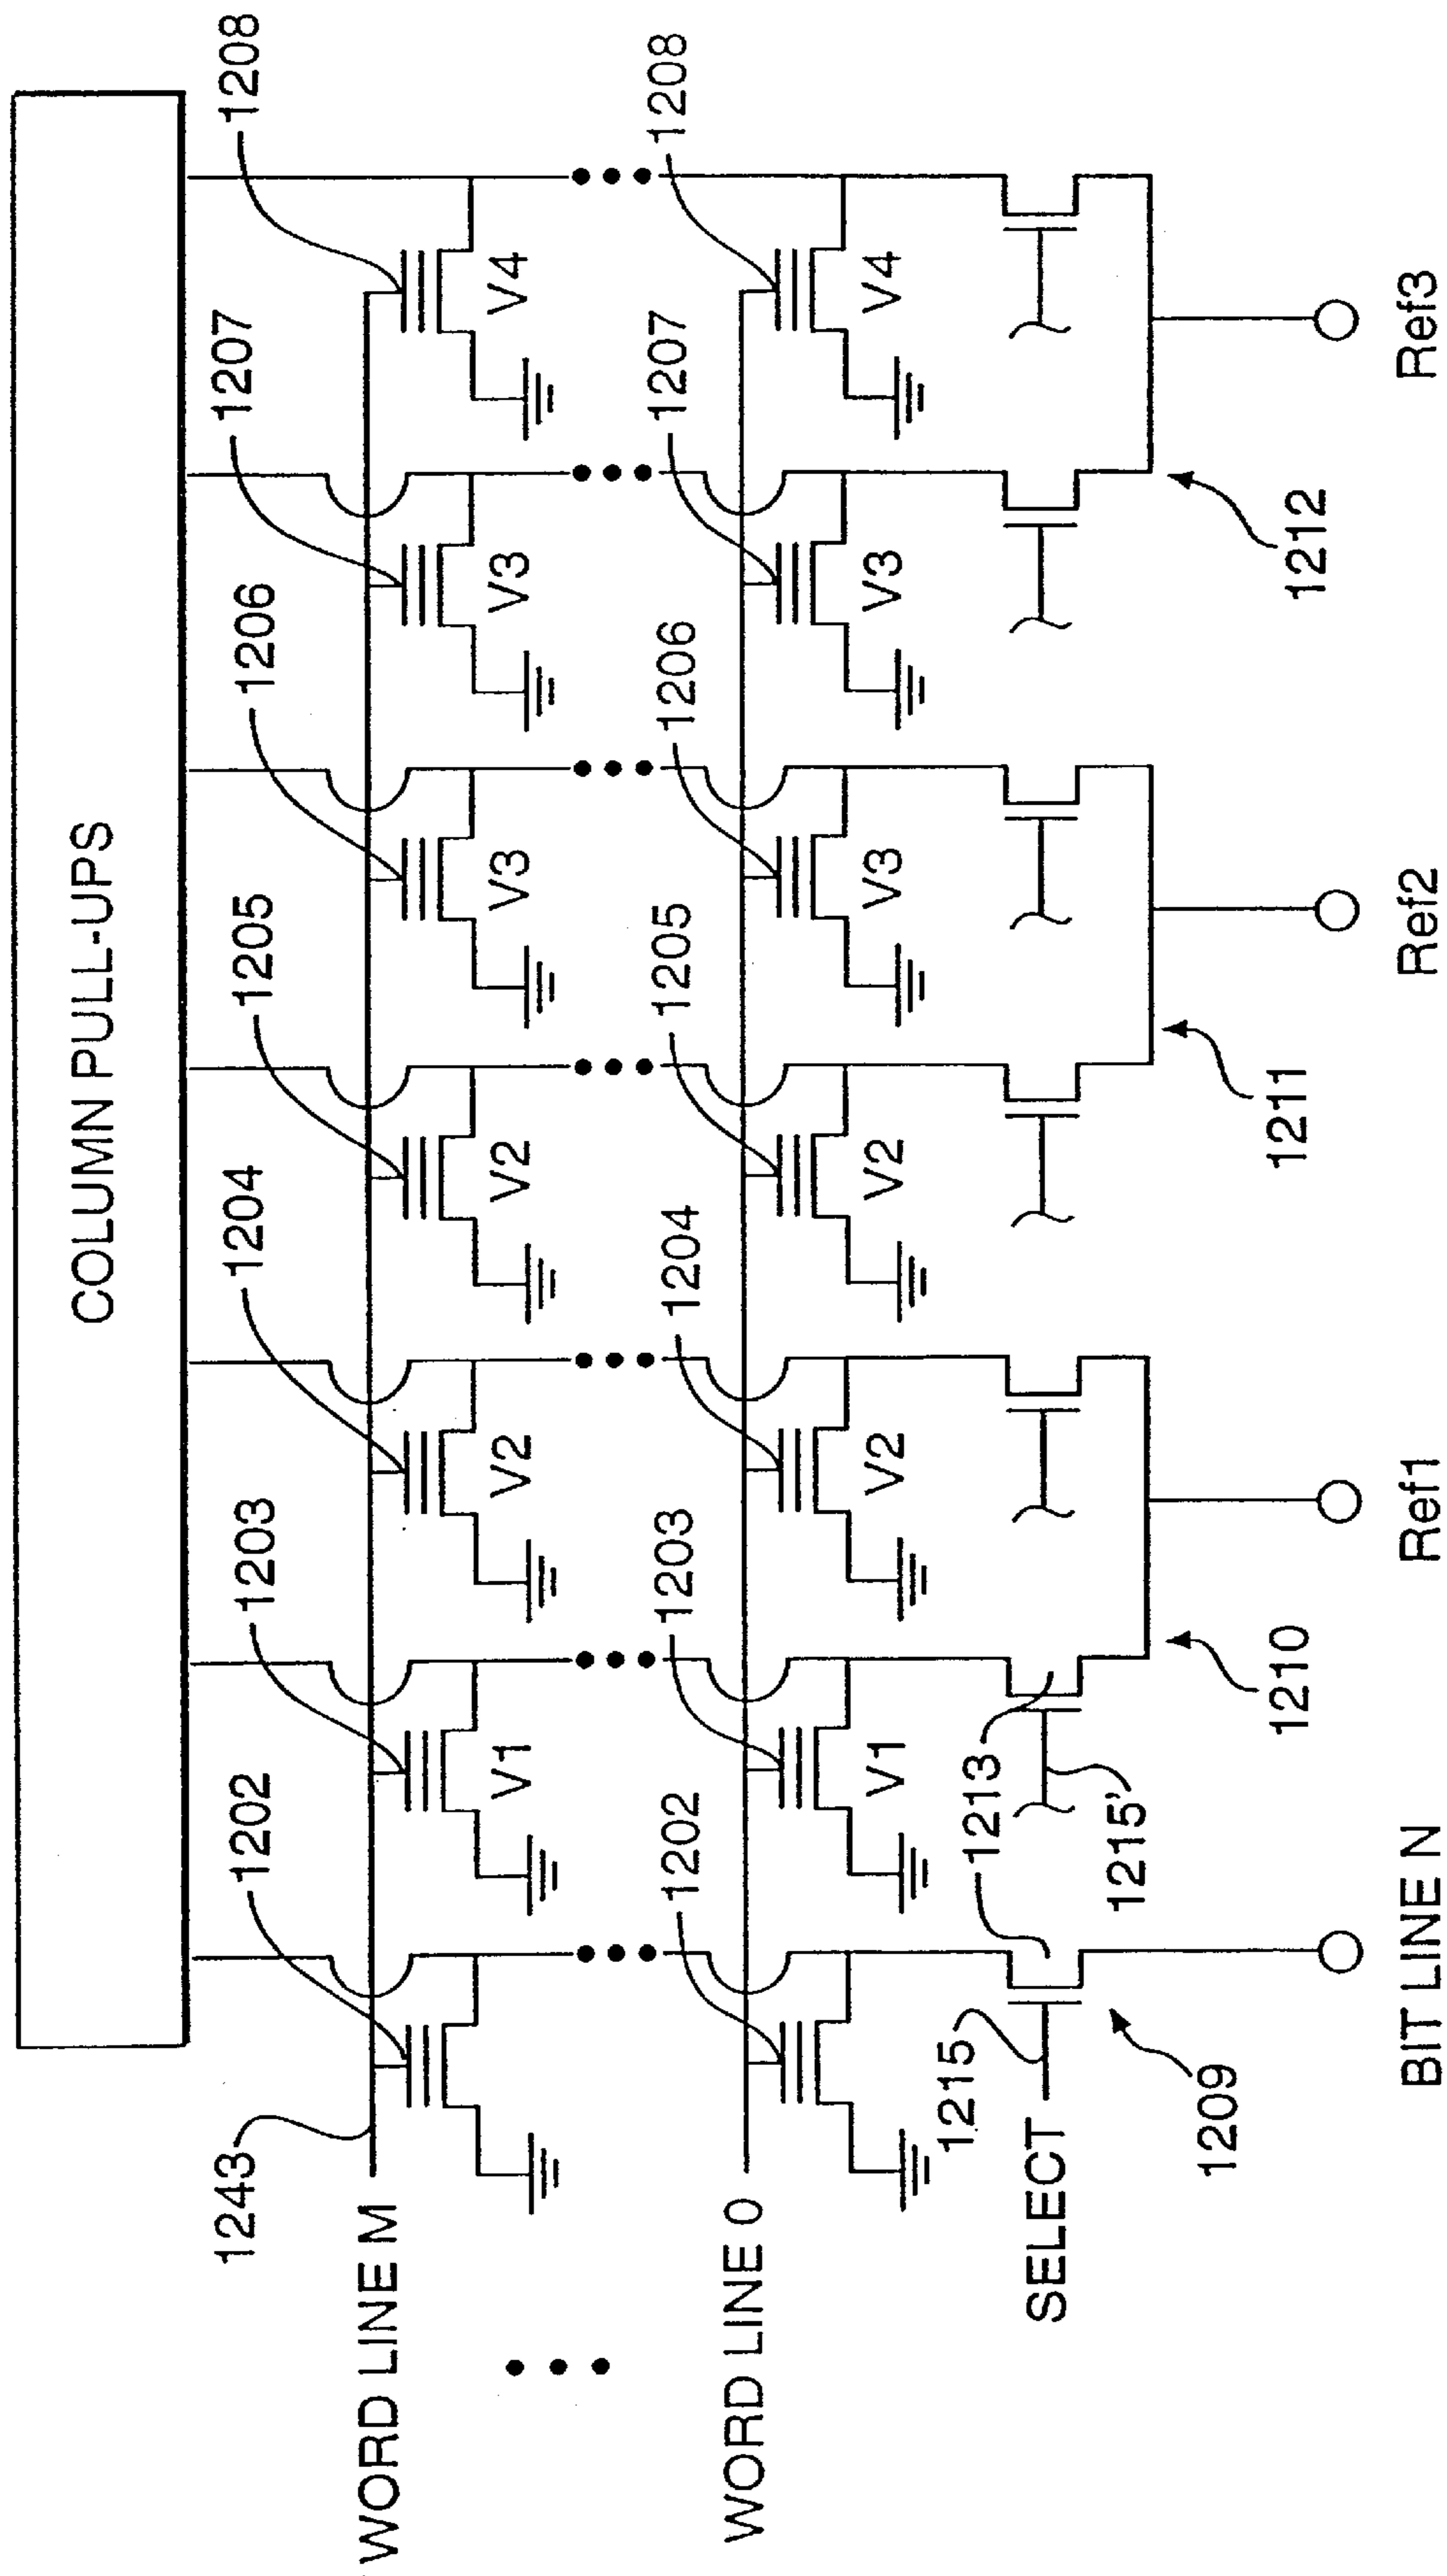 COLUMN PULL-UPS
1243
1202
1203
1204
1205
1206
1207
1208
WORD LINE M
V1
V2
V2
V3
V3
V4
1202
1203
1204
1205
1206
1207
1208
WORD LINE 0
V1
V2
V2
V3
V3
V4
1215
1213
SELECT
1215'
1209
1210
1211
1212
BIT LINE N
Ref1
Ref2
Ref3